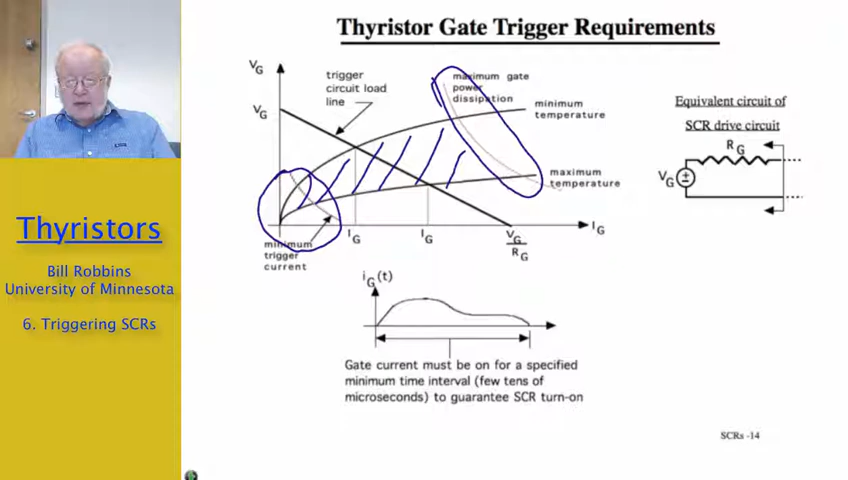 Thyristor Gate Trigger Requirements
V G
trigger
circuit load
line
maximum gate
power
dissipation
minimum
temperature
V G
maximum
temperature
minimum
trigger
current
I G
I G
V G
R G
I G
Equivalent circuit of
SCR drive circuit
R G
V G
i G (t)
Gate current must be on for a specified
minimum time interval (few tens of
microseconds) to guarantee SCR turn-on
SCRs -14
Thyristors
Bill Robbins
University of Minnesota
6. Triggering SCRs